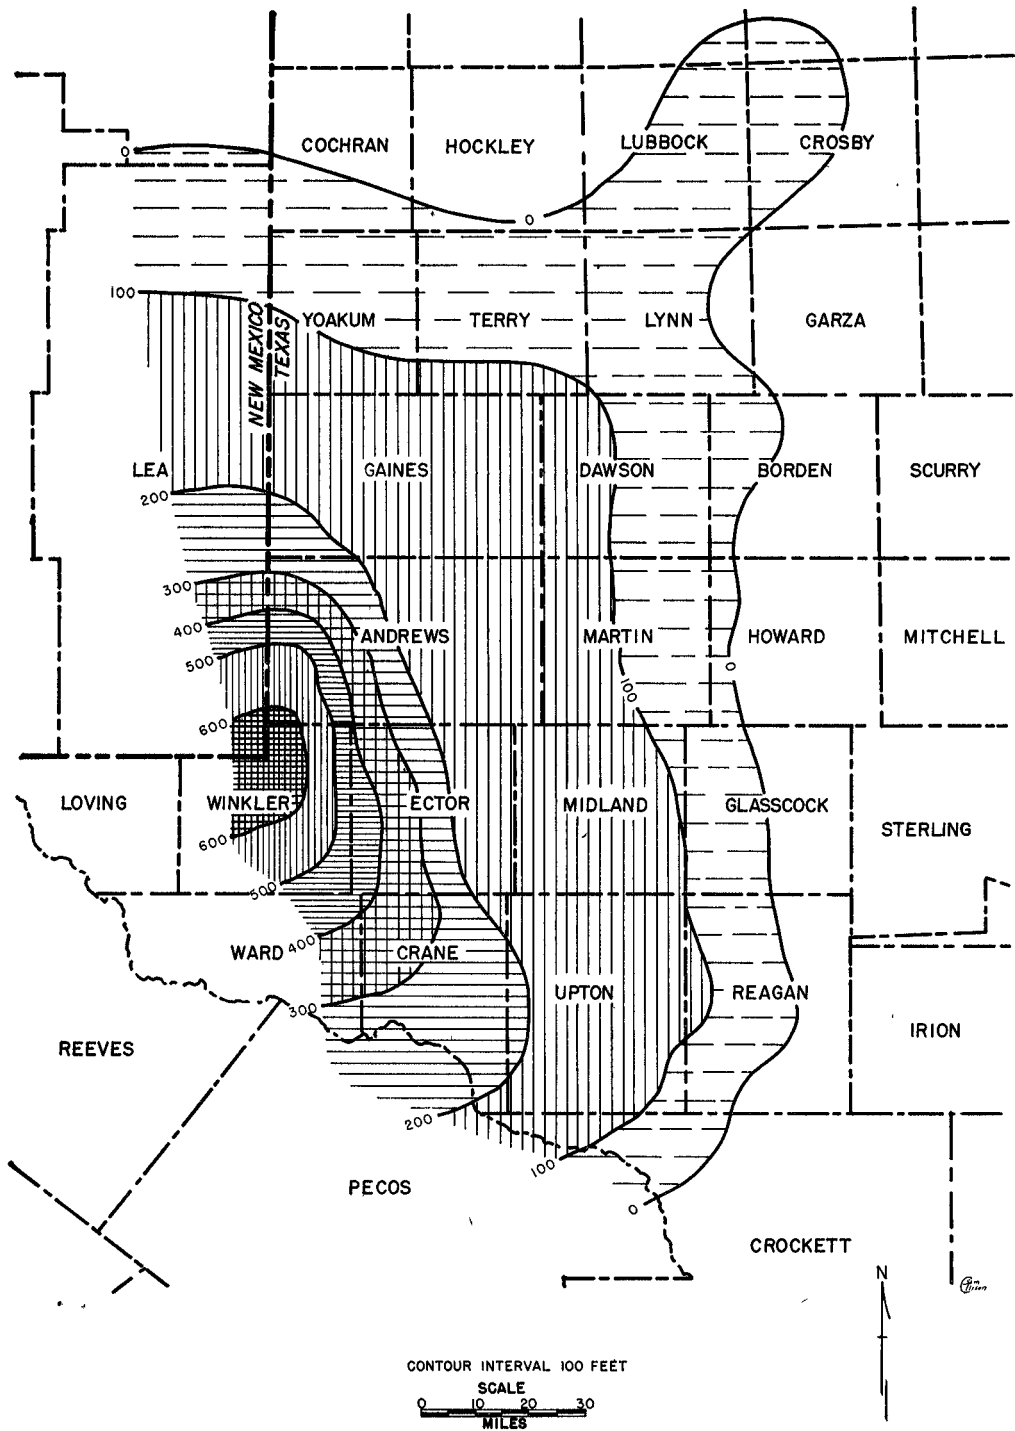 COCHRAN
HOCKLEY
LUBBOCK
CROSBY
0
0
100
NEW MEXICO
TEXAS
YOAKUM
TERRY
LYNN
GARZA
LEA
GAINES
DAWSON
BORDEN
SCURRY
200
300
400
500
600
ANDREWS
MARTIN
HOWARD
MITCHELL
0
100
LOVING
WINKLER
ECTOR
MIDLAND
GLASSCOCK
STERLING
600
500
400
300
WARD
CRANE
UPTON
REAGAN
IRION
REEVES
200
100
0
PECOS
CROCKETT
N
CONTOUR INTERVAL 100 FEET
SCALE
0 10 20 30
MILES